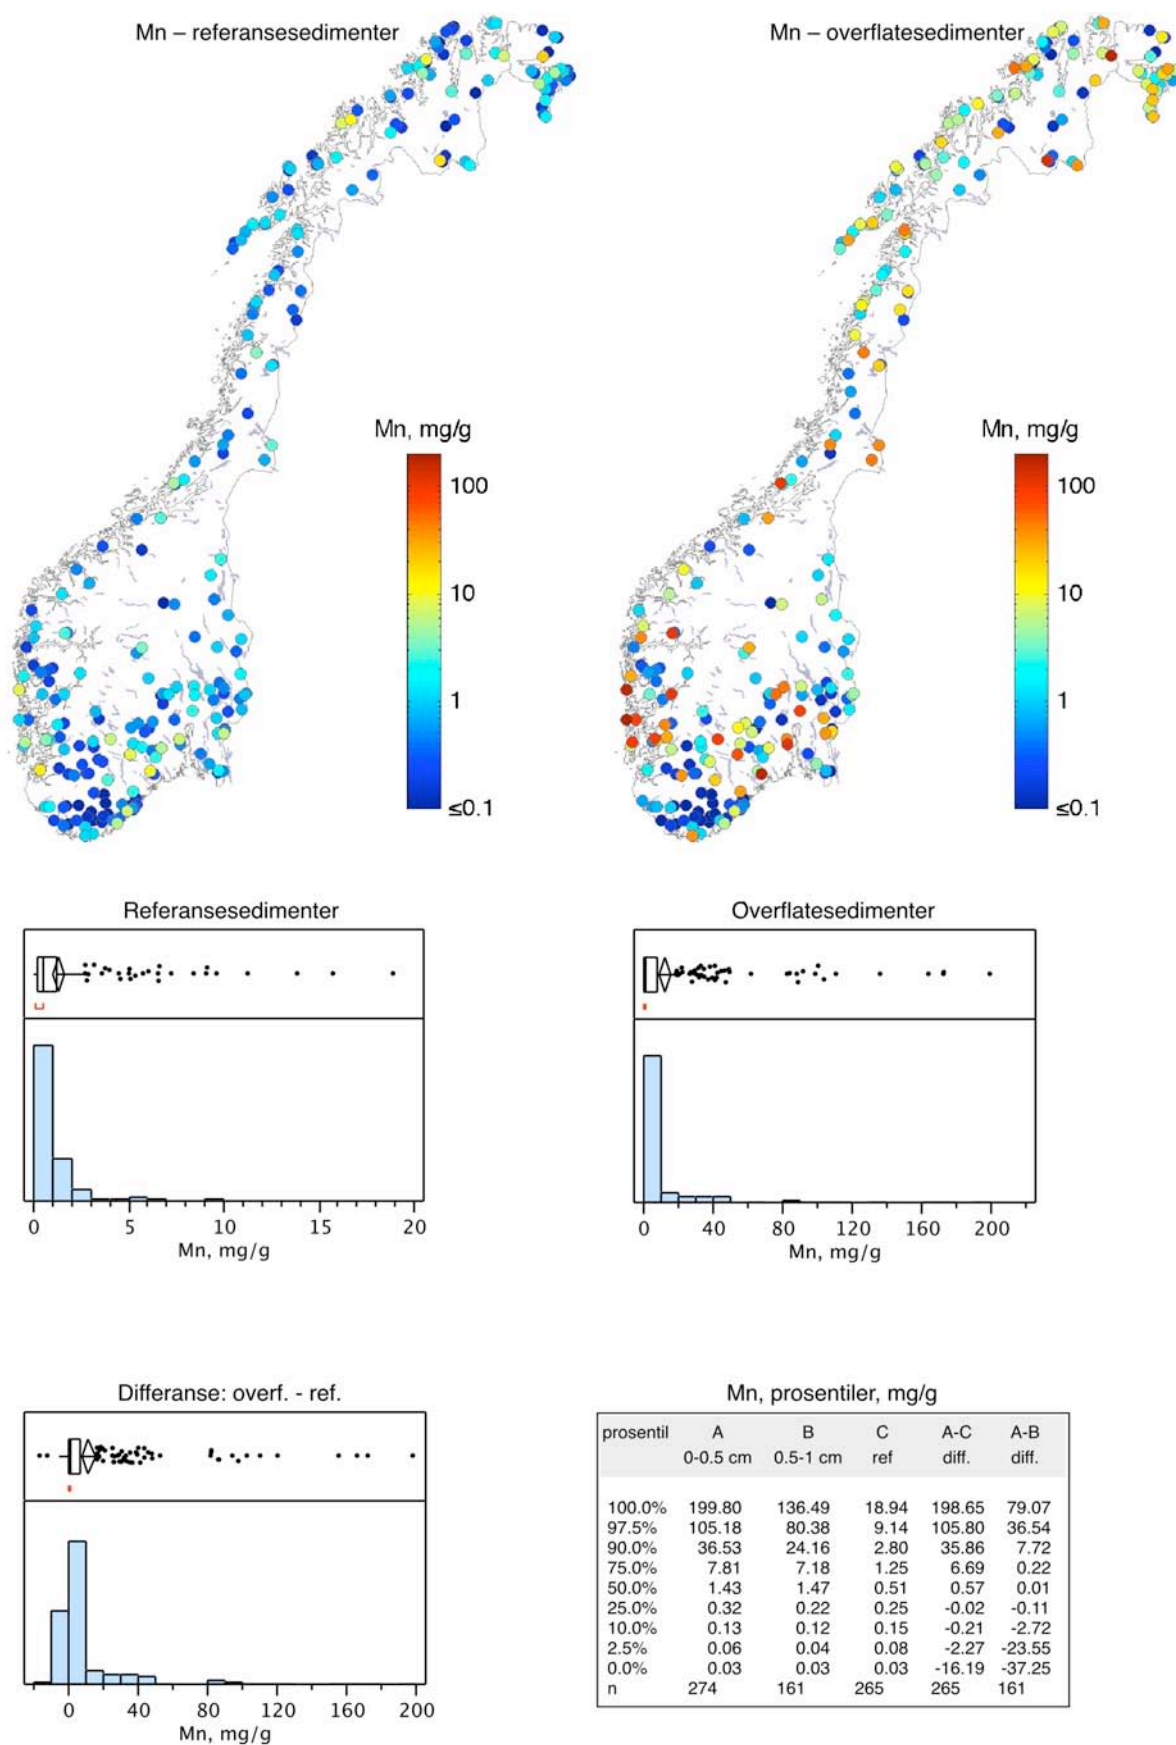 Mn – referansesedimenter
Mn – overflatesedimenter
Mn, mg/g
100
10
1
≤0.1
Mn, mg/g
100
10
1
≤0.1
Referansesedimenter
0 5 10 15 20
Mn, mg/g
Overflatesedimenter
0 40 80 120 160 200
Mn, mg/g
Differanse: overf. - ref.
0 40 80 120 160 200
Mn, mg/g
Mn, prosentiler, mg/g
prosentil A B C A-C A-B
0-0.5 cm 0.5-1 cm ref diff. diff.
100.0% 199.80 136.49 18.94 198.65 79.07
97.5% 105.18 80.38 9.14 105.80 36.54
90.0% 36.53 24.16 2.80 35.86 7.72
75.0% 7.81 7.18 1.25 6.69 0.22
50.0% 1.43 1.47 0.51 0.57 0.01
25.0% 0.32 0.22 0.25 -0.02 -0.11
10.0% 0.13 0.12 0.15 -0.21 -2.72
2.5% 0.06 0.04 0.08 -2.27 -23.55
0.0% 0.03 0.03 0.03 -16.19 -37.25
n 274 161 265 265 161